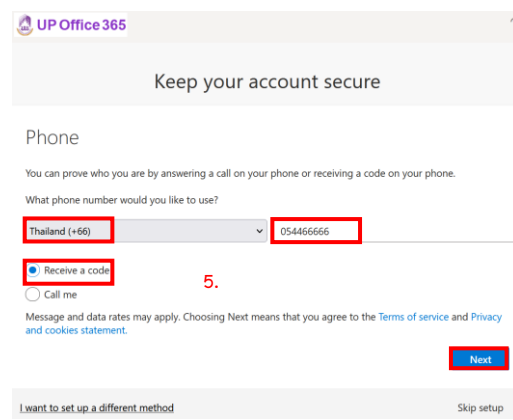 UP Office 365
Keep your account secure
Phone
You can prove who you are by answering a call on your phone or receiving a code on your phone.
What phone number would you like to use?
Thailand (+66) 054466666
Receive a code
5.
Call me
Message and data rates may apply. Choosing Next means that you agree to the Terms of service and Privacy
and cookies statement.
Next
I want to set up a different method Skip setup